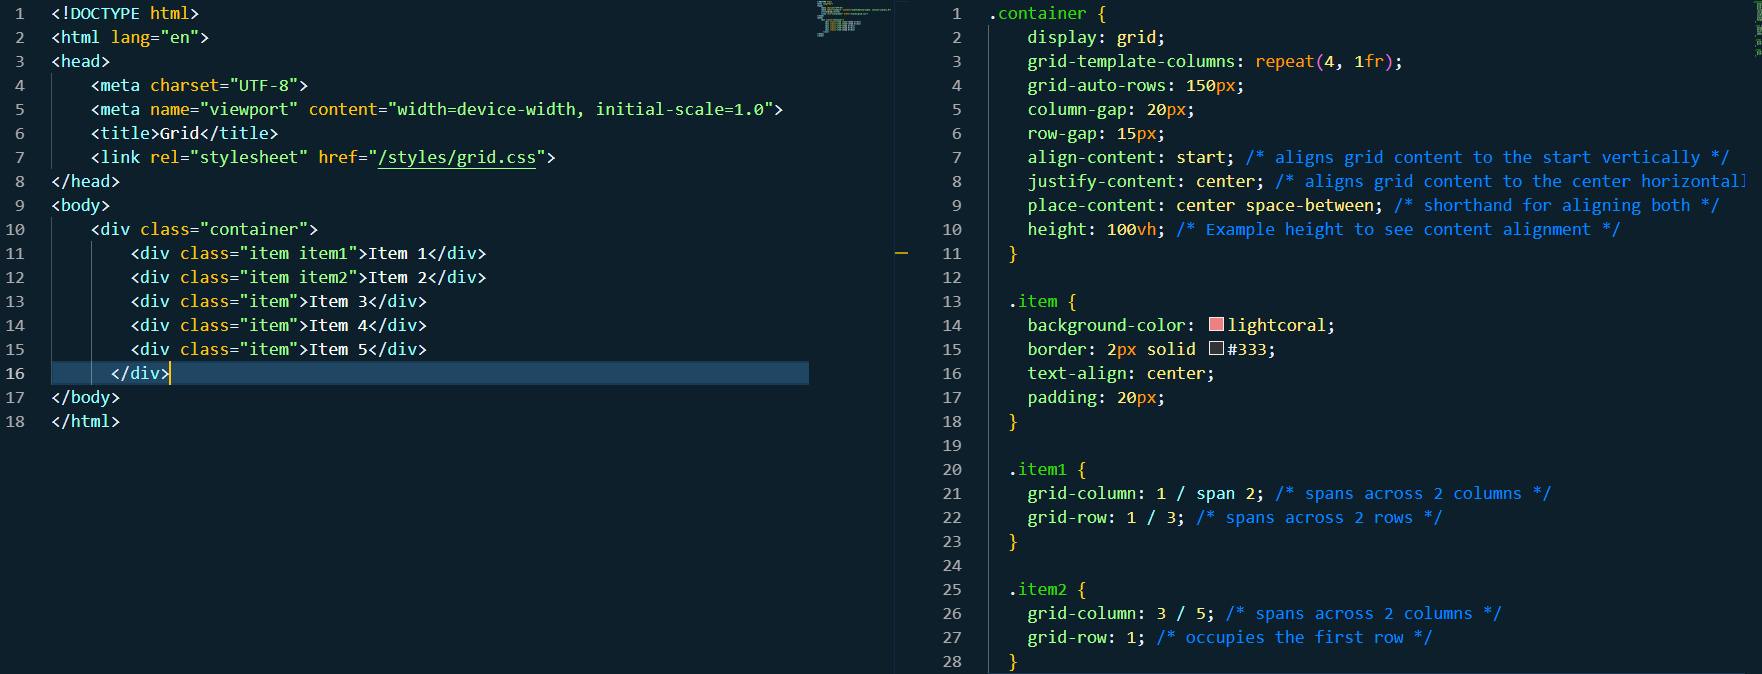 1 <!DOCTYPE html>
2 <html lang="en">
3 <head>
4     <meta charset="UTF-8">
5     <meta name="viewport" content="width=device-width, initial-scale=1.0">
6     <title>Grid</title>
7     <link rel="stylesheet" href="/styles/grid.css">
8 </head>
9 <body>
10     <div class="container">
11         <div class="item item1">Item 1</div>
12         <div class="item item2">Item 2</div>
13         <div class="item">Item 3</div>
14         <div class="item">Item 4</div>
15         <div class="item">Item 5</div>
16       </div>
17 </body>
18 </html>
1 .container {
2     display: grid;
3     grid-template-columns: repeat(4, 1fr);
4     grid-auto-rows: 150px;
5     column-gap: 20px;
6     row-gap: 15px;
7     align-content: start; /* aligns grid content to the start vertically */
8     justify-content: center; /* aligns grid content to the center horizontal
9     place-content: center space-between; /* shorthand for aligning both */
10     height: 100vh; /* Example height to see content alignment */
11   }
12
13   .item {
14     background-color: lightcoral;
15     border: 2px solid #333;
16     text-align: center;
17     padding: 20px;
18   }
19
20   .item1 {
21     grid-column: 1 / span 2; /* spans across 2 columns */
22     grid-row: 1 / 3; /* spans across 2 rows */
23   }
24
25   .item2 {
26     grid-column: 3 / 5; /* spans across 2 columns */
27     grid-row: 1; /* occupies the first row */
28   }